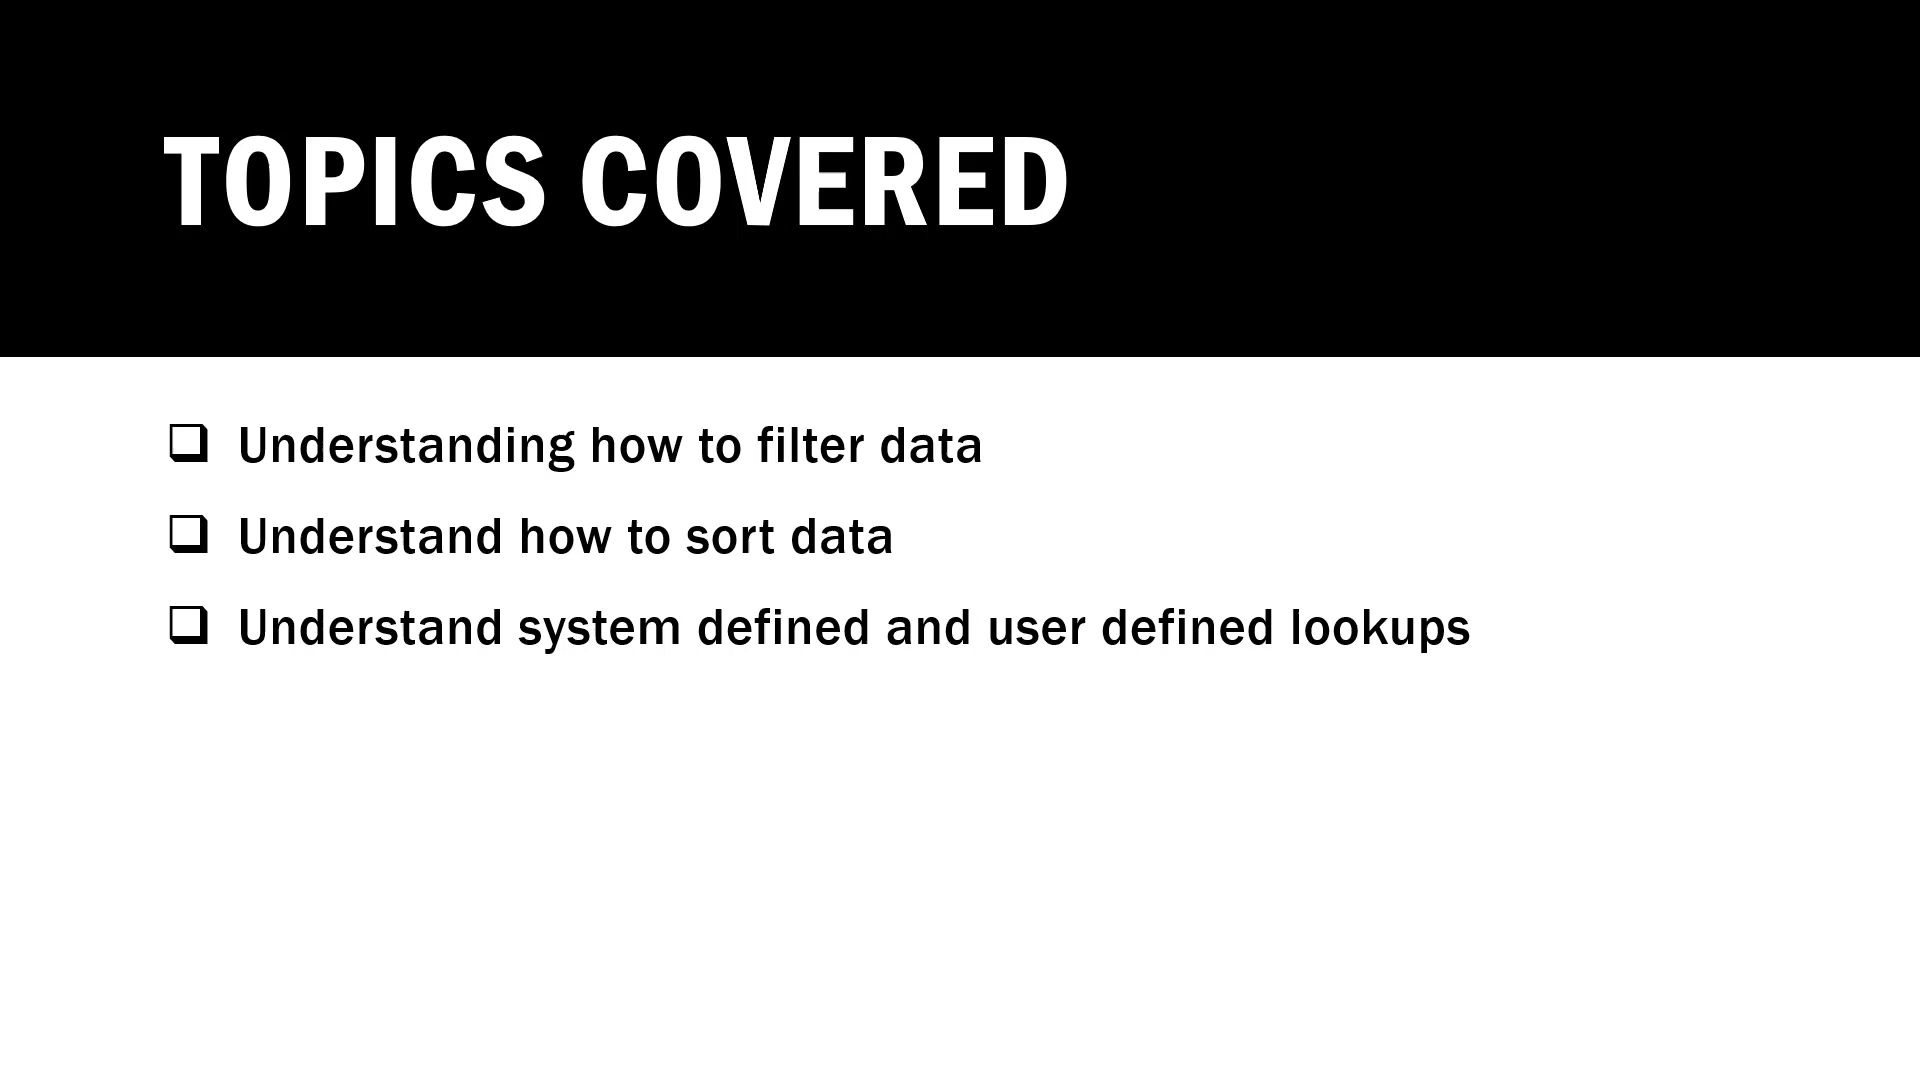 TOPICS COVERED
❑ Understanding how to filter data
❑ Understand how to sort data
❑ Understand system defined and user defined lookups